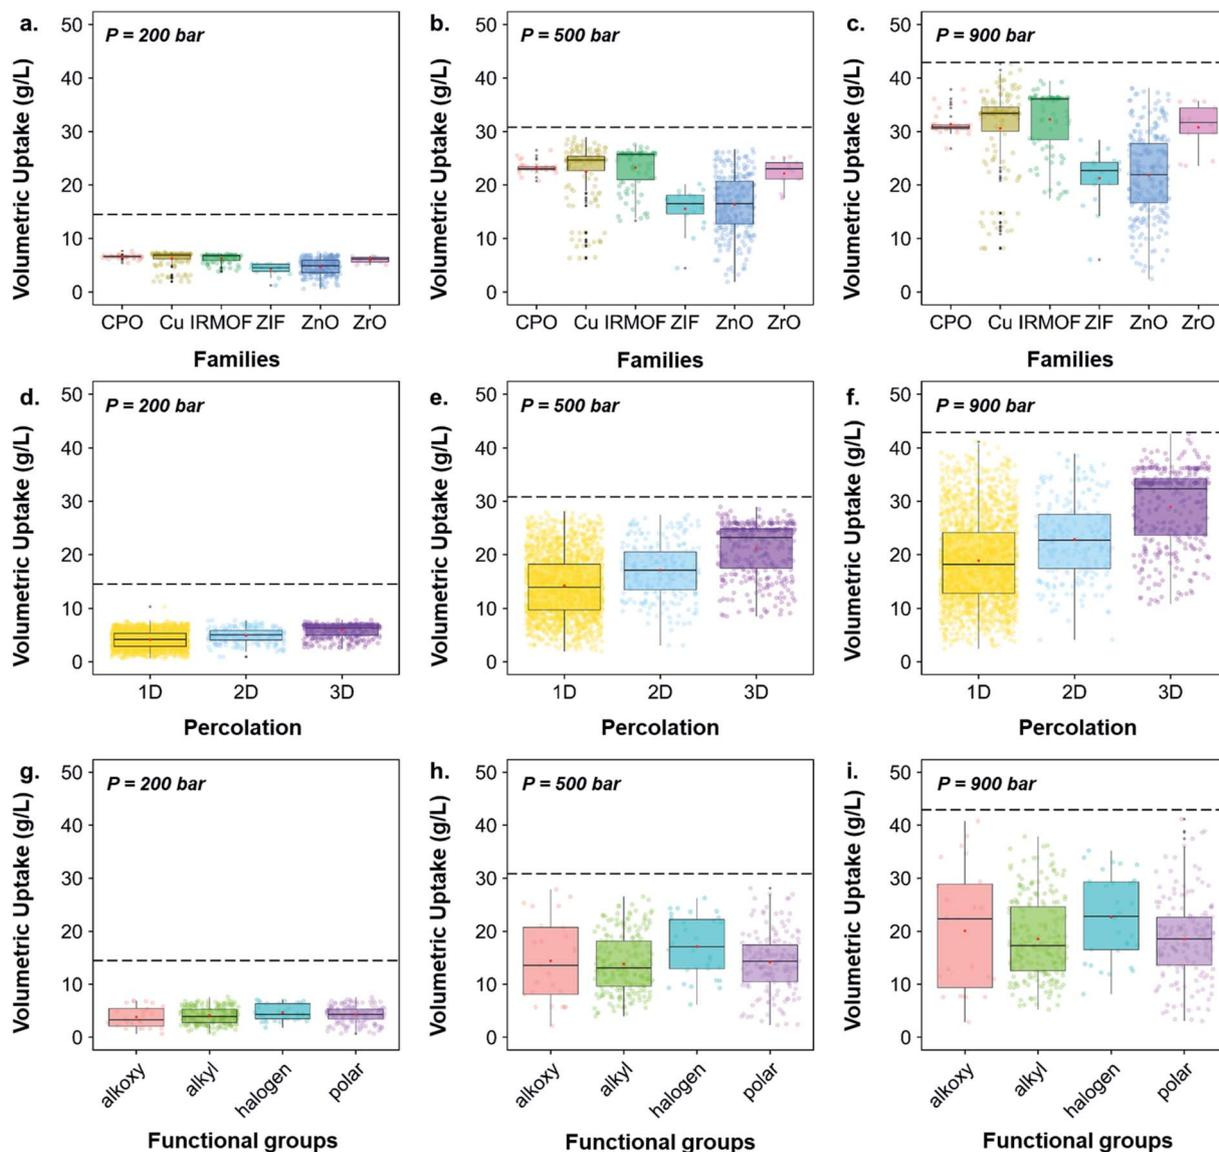 a.
P = 200 bar
Volumetric Uptake (g/L)
50
40
30
20
10
0
CPO Cu IRMOF ZIF ZnO ZrO
Families
b.
P = 500 bar
Volumetric Uptake (g/L)
50
40
30
20
10
0
CPO Cu IRMOF ZIF ZnO ZrO
Families
c.
P = 900 bar
Volumetric Uptake (g/L)
50
40
30
20
10
0
CPO Cu IRMOF ZIF ZnO ZrO
Families
d.
P = 200 bar
Volumetric Uptake (g/L)
50
40
30
20
10
0
1D 2D 3D
Percolation
e.
P = 500 bar
Volumetric Uptake (g/L)
50
40
30
20
10
0
1D 2D 3D
Percolation
f.
P = 900 bar
Volumetric Uptake (g/L)
50
40
30
20
10
0
1D 2D 3D
Percolation
g.
P = 200 bar
Volumetric Uptake (g/L)
50
40
30
20
10
0
alkoxy alkyl halogen polar
Functional groups
h.
P = 500 bar
Volumetric Uptake (g/L)
50
40
30
20
10
0
alkoxy alkyl halogen polar
Functional groups
i.
P = 900 bar
Volumetric Uptake (g/L)
50
40
30
20
10
0
alkoxy alkyl halogen polar
Functional groups